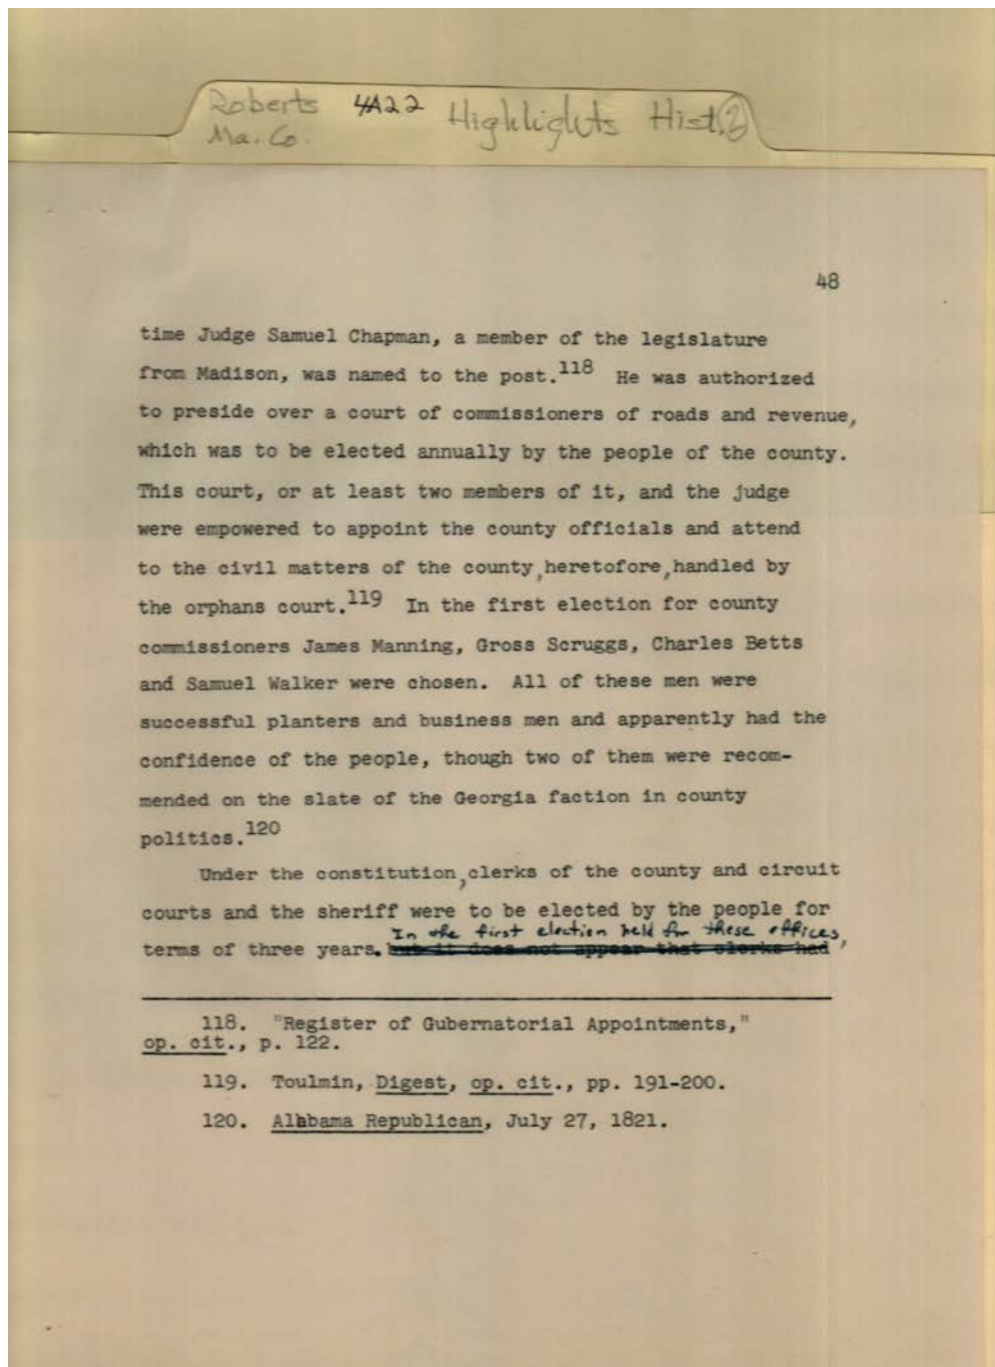 Roberts 4A22 Highlights Hist. 2
Ma. Co.
48
time Judge Samuel Chapman, a member of the legislature
from Madison, was named to the post.118 He was authorized
to preside over a court of commissioners of roads and revenue,
which was to be elected annually by the people of the county.
This court, or at least two members of it, and the judge
were empowered to appoint the county officials and attend
to the civil matters of the county,heretofore,handled by
the orphans court.119 In the first election for county
commissioners James Manning, Gross Scruggs, Charles Betts
and Samuel Walker were chosen. All of these men were
successful planters and business men and apparently had the
confidence of the people, though two of them were recom-
mended on the slate of the Georgia faction in county
politics.120
Under the constitution,clerks of the county and circuit
courts and the sheriff were to be elected by the people for
In the first election held for these offices,
terms of three years. but it does not appear that clerks had
118. "Register of Gubernatorial Appointments,"
op. cit., p. 122.
119. Toulmin, Digest, op. cit., pp. 191-200.
120. Alabama Republican, July 27, 1821.